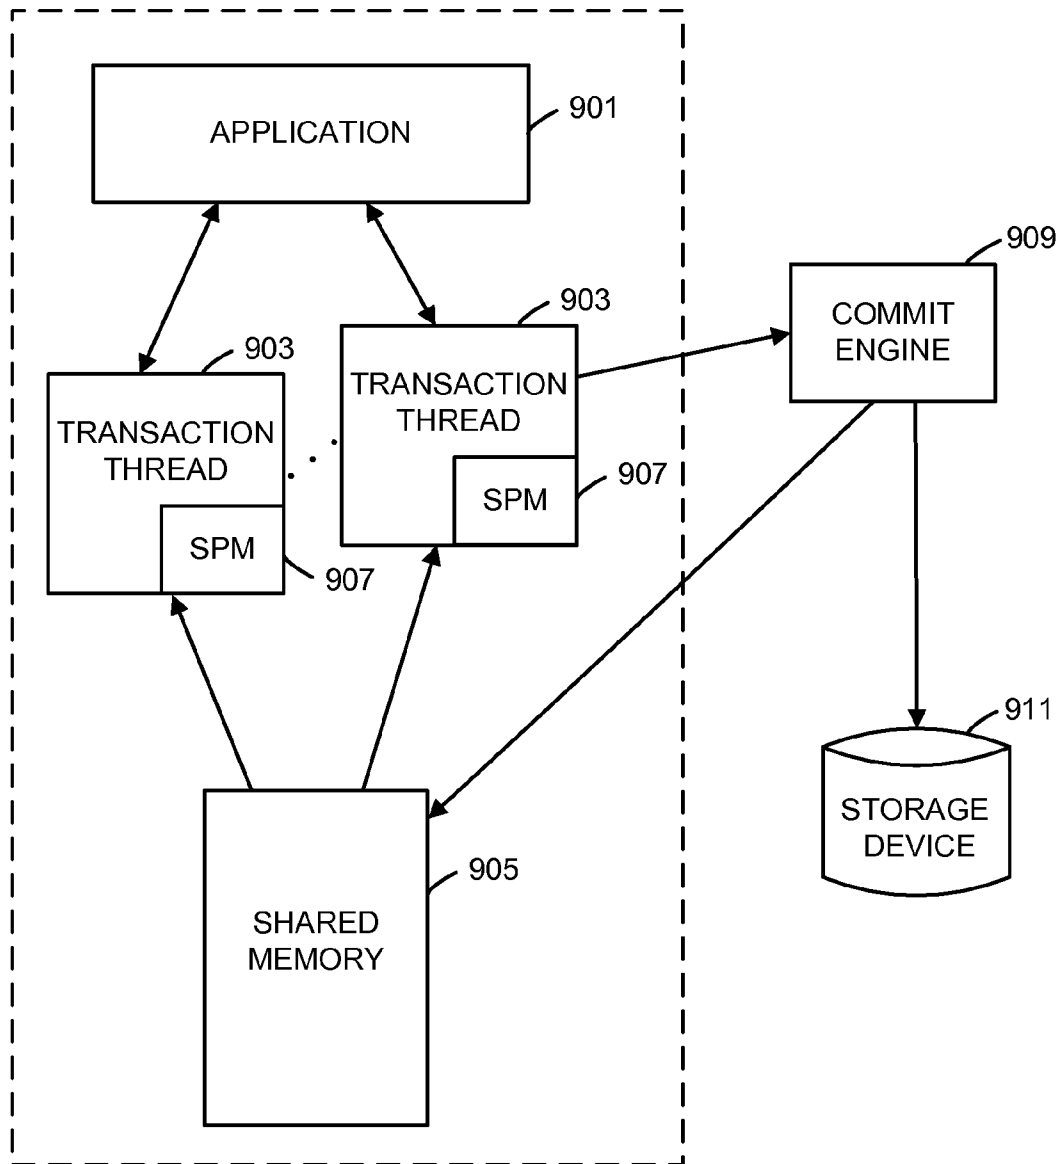 APPLICATION
901
909
COMMIT
ENGINE
903
TRANSACTION
THREAD
SPM
907
903
TRANSACTION
THREAD
SPM
907
911
STORAGE
DEVICE
905
SHARED
MEMORY